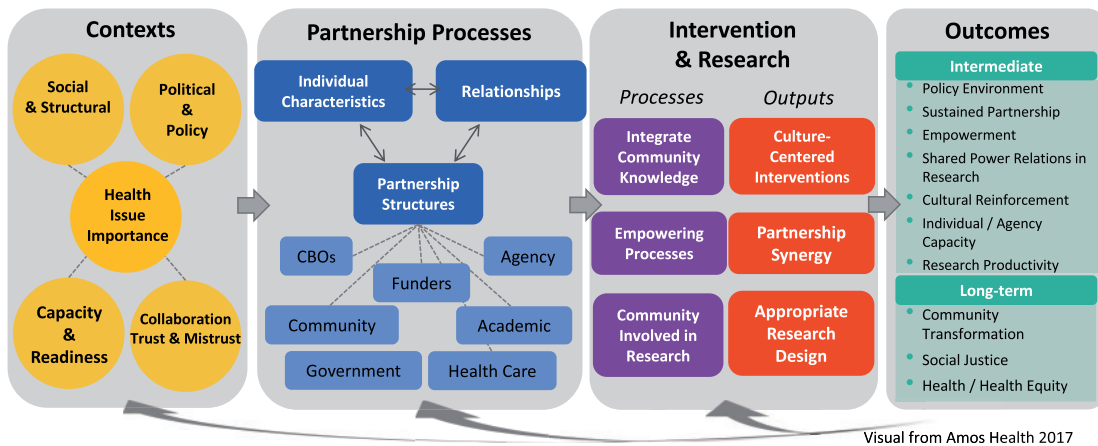 Contexts
Social
& Structural
Political
&
Policy
Health
Issue
Importance
Capacity
&
Readiness
Collaboration
Trust & Mistrust
Partnership Processes
Individual
Characteristics
Relationships
Partnership
Structures
CBOs
Agency
Funders
Community
Academic
Government
Health Care
Intervention
& Research
Processes
Outputs
Integrate
Community
Knowledge
Culture-
Centered
Interventions
Empowering
Processes
Partnership
Synergy
Community
Involved in
Research
Appropriate
Research
Design
Outcomes
Intermediate
• Policy Environment
• Sustained Partnership
• Empowerment
• Shared Power Relations in
Research
• Cultural Reinforcement
• Individual / Agency
Capacity
• Research Productivity
Long-term
• Community
Transformation
• Social Justice
• Health / Health Equity
Visual from Amos Health 2017